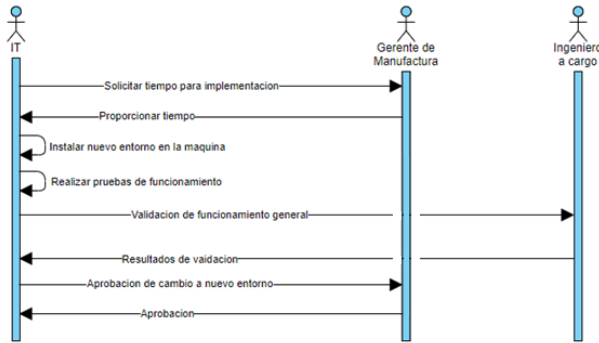 IT
Gerente de
Manufactura
Ingeniero
a cargo
Solicitar tiempo para implementacion
Proporcionar tiempo
Instalar nuevo entorno en la maquina
Realizar pruebas de funcionamiento
Validacion de funcionamiento general
Resultados de vaidacion
Aprobacion de cambio a nuevo entorno
Aprobacion